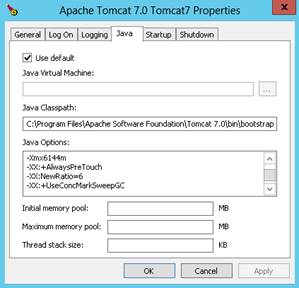 Apache Tomcat 7.0 Tomcat7 Properties
x
General Log On Logging Java Startup Shutdown
Use default
Java Virtual Machine:
...
Java Classpath:
C:\Program Files\Apache Software Foundation\Tomcat 7.0\bin\bootstrap
Java Options:
-Xmx6144m
-XX:+AlwaysPreTouch
-XX:NewRatio=6
-XX:+UseConcMarkSweepGC
Initial memory pool: MB
Maximum memory pool: MB
Thread stack size: KB
OK Cancel Apply